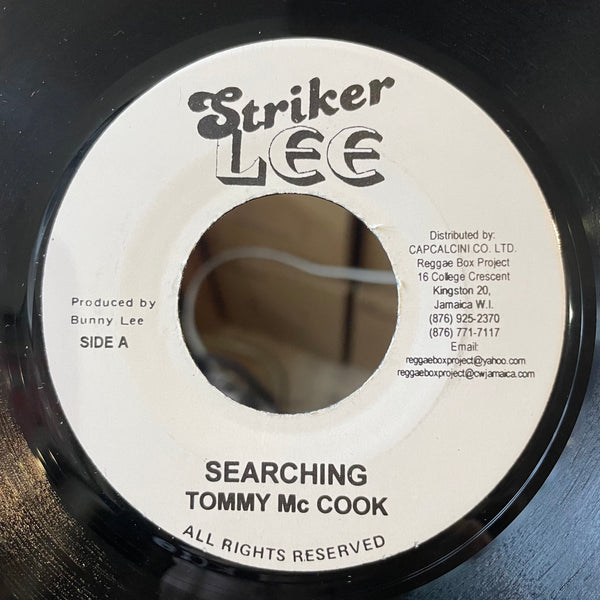 Striker
LEE
Distributed by:
CAPCALCINI CO. LTD.
Reggae Box Project
16 College Crescent
Kingston 20,
Jamaica W.I.
(876) 925-2370
(876) 771-7117
Email:
reggaeboxproject@yahoo.com
reggaeboxproject@cwjamaica.com
Produced by
Bunny Lee
SIDE A
SEARCHING
TOMMY Mc COOK
ALL RIGHTS RESERVED